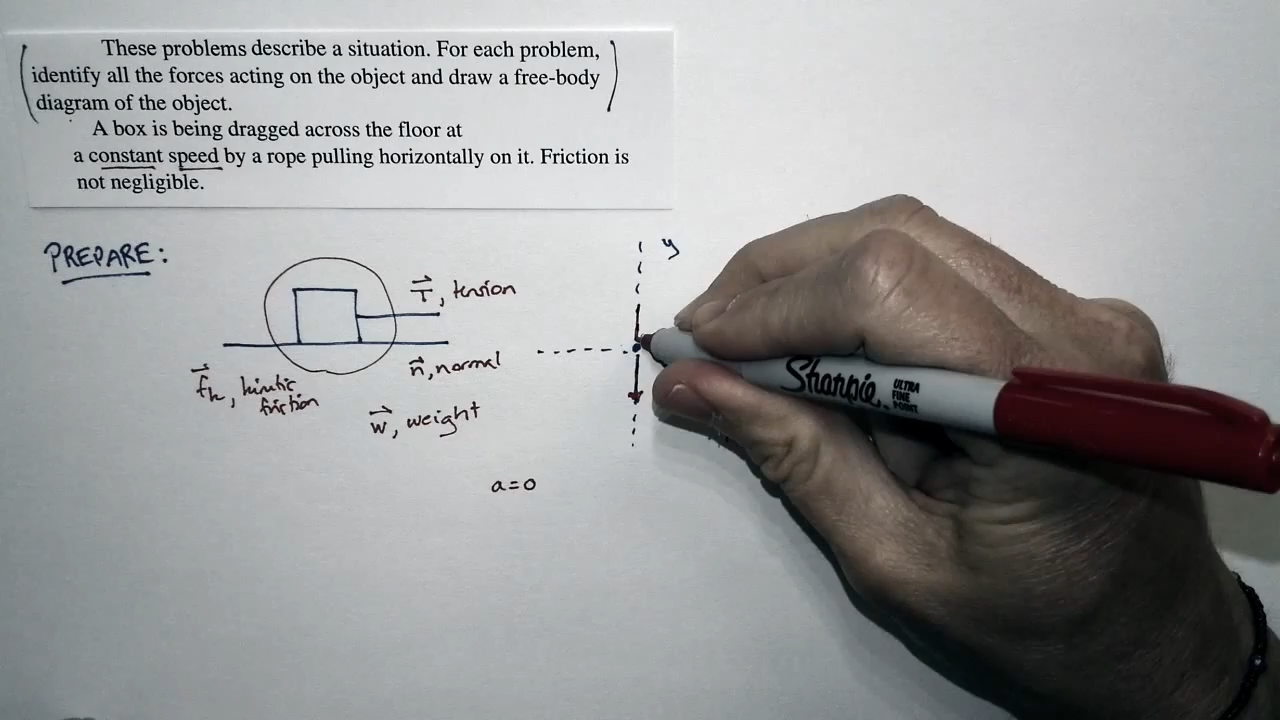 These problems describe a situation. For each problem,
identify all the forces acting on the object and draw a free-body
diagram of the object.
A box is being dragged across the floor at
a constant speed by a rope pulling horizontally on it. Friction is
not negligible.
PREPARE:
y
T, tension
n, normal
fk, kinetic
friction
w, weight
a=0
Sharpie.
ULTRA
FINE
POINT